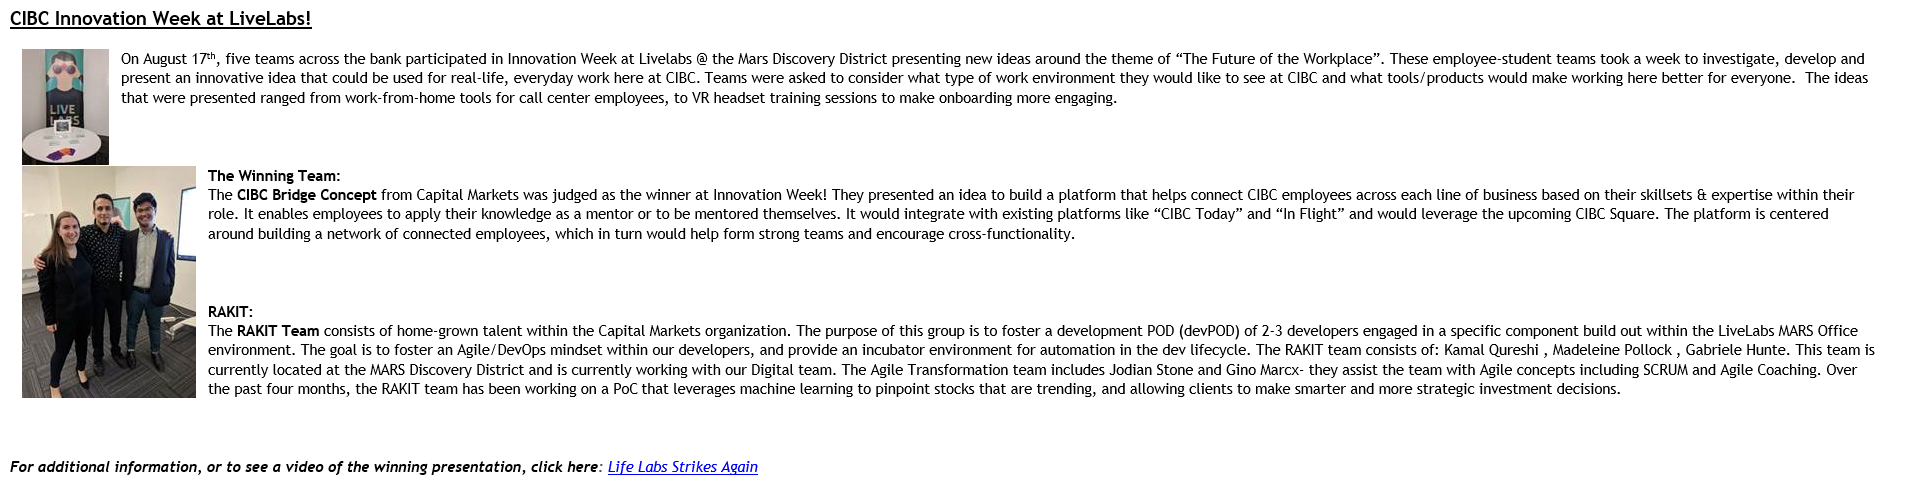 CIBC Innovation Week at LiveLabs!
LIVE
LABS
On August 17th, five teams across the bank participated in Innovation Week at Livelabs @ the Mars Discovery District presenting new ideas around the theme of “The Future of the Workplace”. These employee-student teams took a week to investigate, develop and
present an innovative idea that could be used for real-life, everyday work here at CIBC. Teams were asked to consider what type of work environment they would like to see at CIBC and what tools/products would make working here better for everyone.  The ideas
that were presented ranged from work-from-home tools for call center employees, to VR headset training sessions to make onboarding more engaging.
The Winning Team:
The CIBC Bridge Concept from Capital Markets was judged as the winner at Innovation Week! They presented an idea to build a platform that helps connect CIBC employees across each line of business based on their skillsets & expertise within their
role. It enables employees to apply their knowledge as a mentor or to be mentored themselves. It would integrate with existing platforms like “CIBC Today” and “In Flight” and would leverage the upcoming CIBC Square. The platform is centered
around building a network of connected employees, which in turn would help form strong teams and encourage cross-functionality.
RAKIT:
The RAKIT Team consists of home-grown talent within the Capital Markets organization. The purpose of this group is to foster a development POD (devPOD) of 2-3 developers engaged in a specific component build out within the LiveLabs MARS Office
environment. The goal is to foster an Agile/DevOps mindset within our developers, and provide an incubator environment for automation in the dev lifecycle. The RAKIT team consists of: Kamal Qureshi , Madeleine Pollock , Gabriele Hunte. This team is
currently located at the MARS Discovery District and is currently working with our Digital team. The Agile Transformation team includes Jodian Stone and Gino Marcx- they assist the team with Agile concepts including SCRUM and Agile Coaching. Over
the past four months, the RAKIT team has been working on a PoC that leverages machine learning to pinpoint stocks that are trending, and allowing clients to make smarter and more strategic investment decisions.
For additional information, or to see a video of the winning presentation, click here: Life Labs Strikes Again